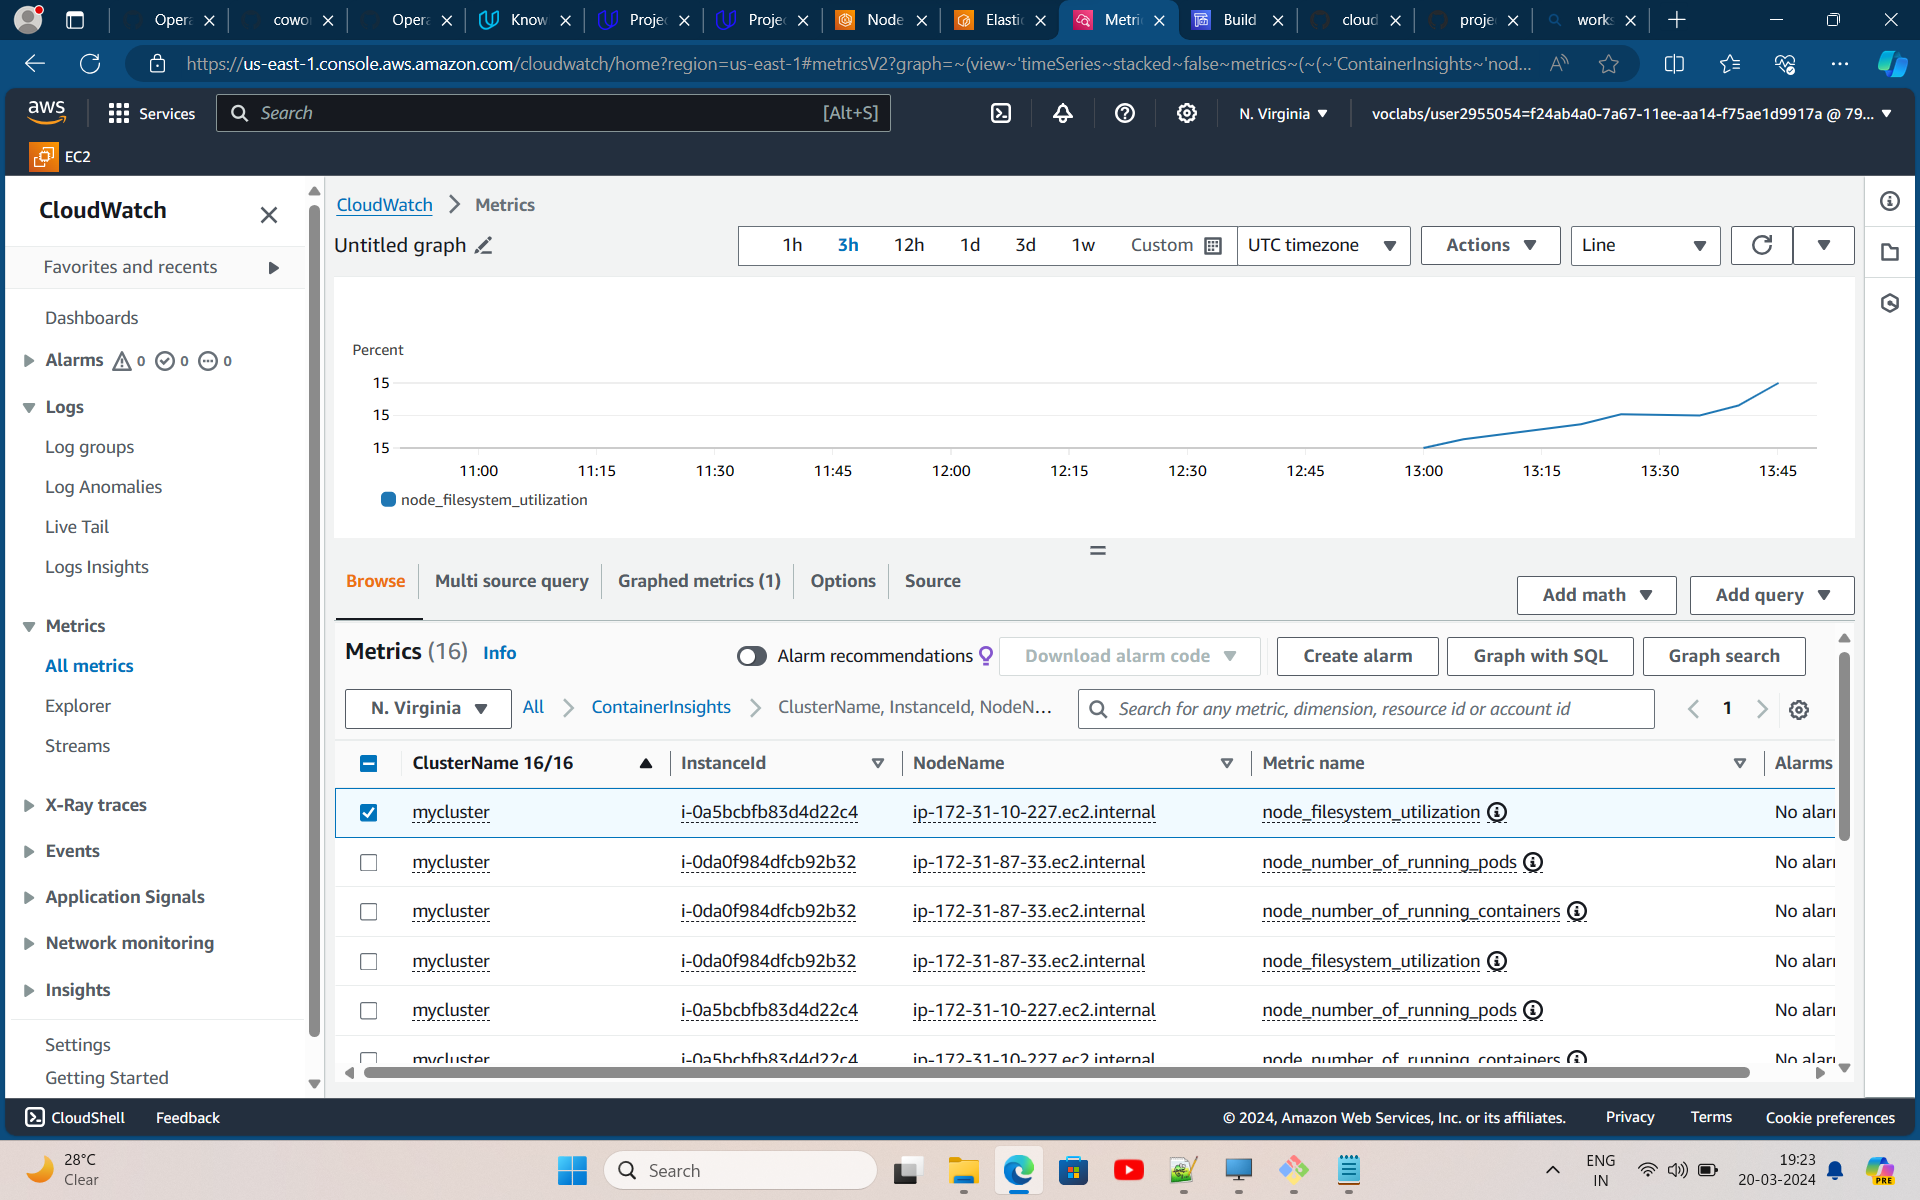 Opera
cowo
Opera
Know
Projec
Projec
Node
Elasti
Metri
Build
cloud
proje
works
https://us-east-1.console.aws.amazon.com/cloudwatch/home?region=us-east-1#metricsV2?graph=~(view~'timeSeries~stacked~false~metrics~(~(~'ContainerInsights~'nod...
aws
Services
Search
[Alt+S]
N. Virginia
voclabs/user2955054=f24ab4a0-7a67-11ee-aa14-f75ae1d9917a @ 79...
EC2
CloudWatch
Favorites and recents
Dashboards
Alarms 0 0 0
Logs
Log groups
Log Anomalies
Live Tail
Logs Insights
Metrics
All metrics
Explorer
Streams
X-Ray traces
Events
Application Signals
Network monitoring
Insights
Settings
Getting Started
CloudWatch > Metrics
Untitled graph
1h 3h 12h 1d 3d 1w Custom
UTC timezone
Actions
Line
Percent
15
15
15
11:00 11:15 11:30 11:45 12:00 12:15 12:30 12:45 13:00 13:15 13:30 13:45
node_filesystem_utilization
Browse
Multi source query
Graphed metrics (1)
Options
Source
Add math
Add query
Metrics (16) Info
Alarm recommendations
Download alarm code
Create alarm
Graph with SQL
Graph search
N. Virginia
All > ContainerInsights > ClusterName, InstanceId, NodeN...
Search for any metric, dimension, resource id or account id
1
ClusterName 16/16 InstanceId NodeName Metric name Alarms
mycluster i-0a5bcbfb83d4d22c4 ip-172-31-10-227.ec2.internal node_filesystem_utilization No alar
mycluster i-0da0f984dfcb92b32 ip-172-31-87-33.ec2.internal node_number_of_running_pods No alar
mycluster i-0da0f984dfcb92b32 ip-172-31-87-33.ec2.internal node_number_of_running_containers No alar
mycluster i-0da0f984dfcb92b32 ip-172-31-87-33.ec2.internal node_filesystem_utilization No alar
mycluster i-0a5bcbfb83d4d22c4 ip-172-31-10-227.ec2.internal node_number_of_running_pods No alar
mycluster i-0a5bcbfb83d4d22c4 ip-172-31-10-227.ec2.internal node_number_of_running_containers No alar
CloudShell
Feedback
© 2024, Amazon Web Services, Inc. or its affiliates.
Privacy
Terms
Cookie preferences
28°C
Clear
Search
ENG
IN
19:23
20-03-2024
PRE